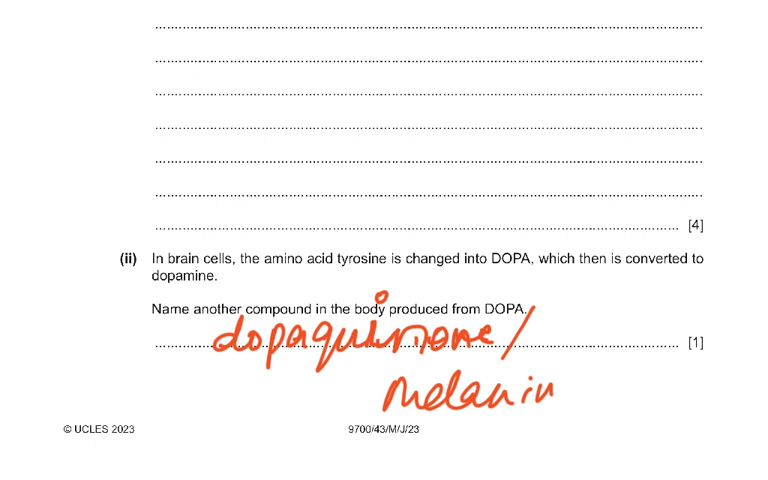 [4]
(ii) In brain cells, the amino acid tyrosine is changed into DOPA, which then is converted to
dopamine.
Name another compound in the body produced from DOPA.
dopaquinone/ [1]
melanin
© UCLES 2023 9700/43/M/J/23